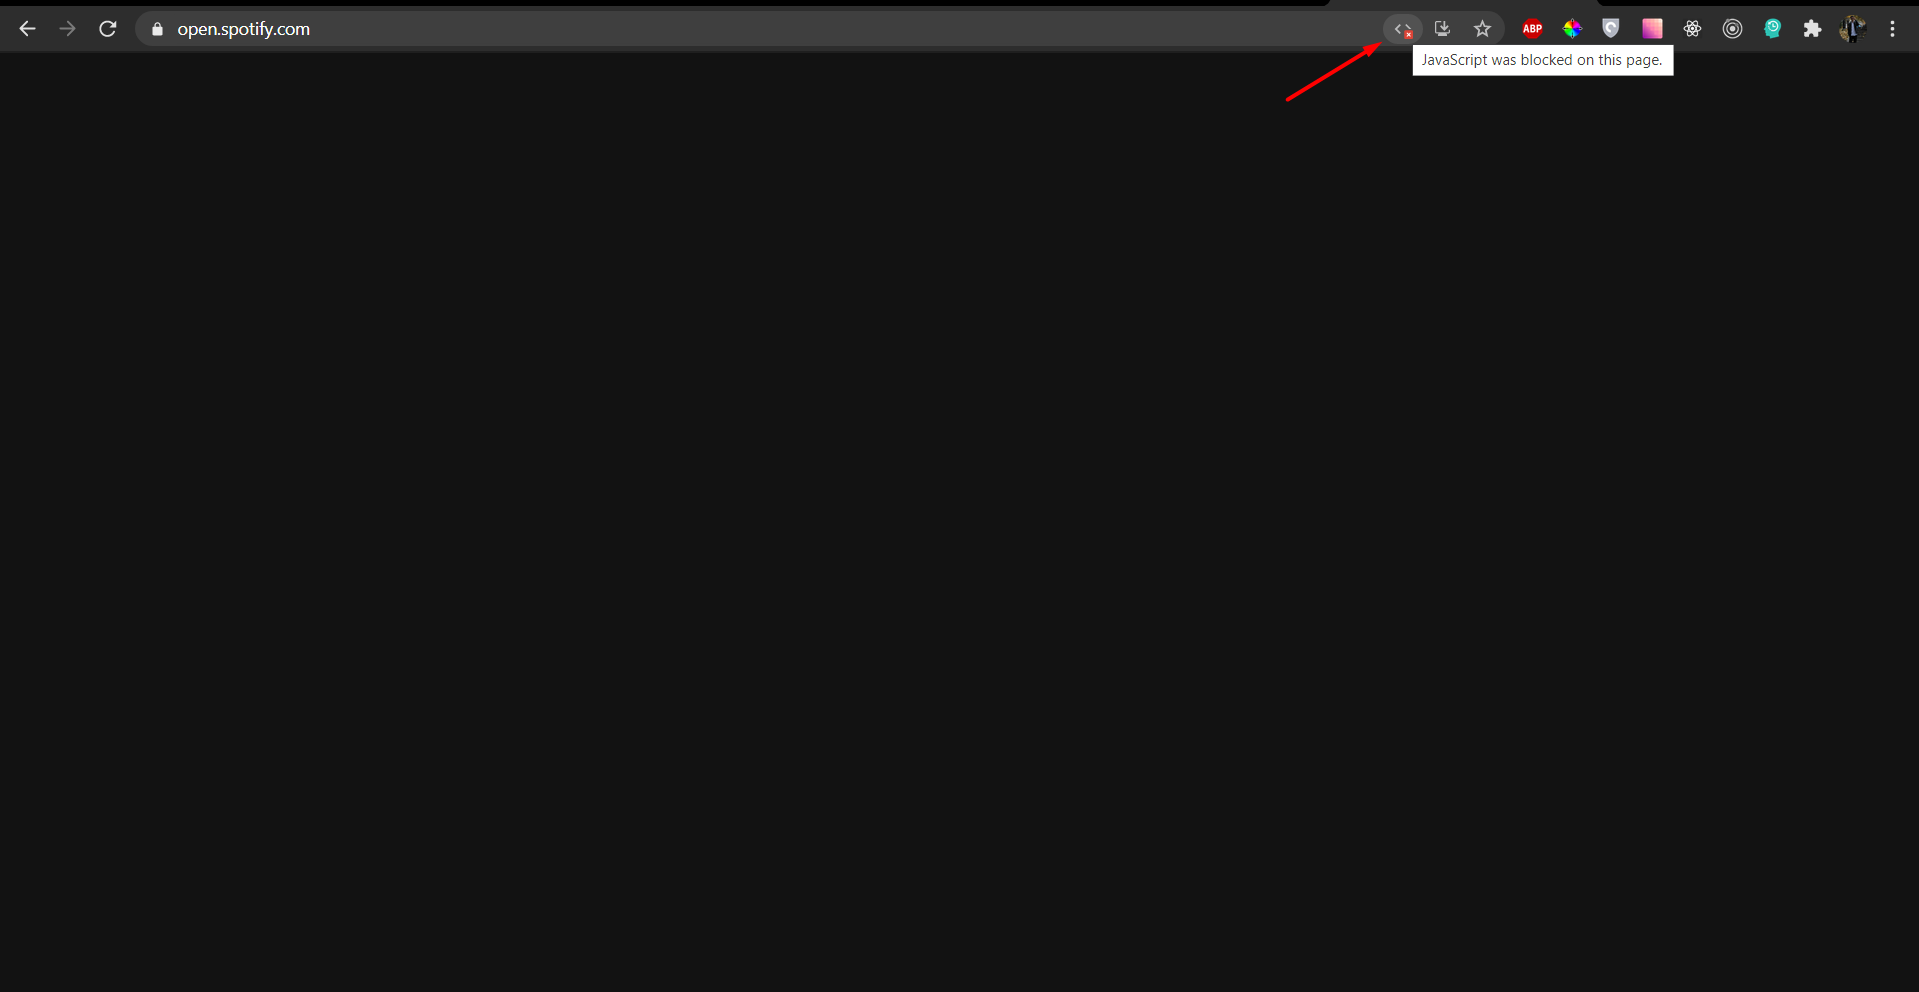 open.spotify.com
ABP
JavaScript was blocked on this page.